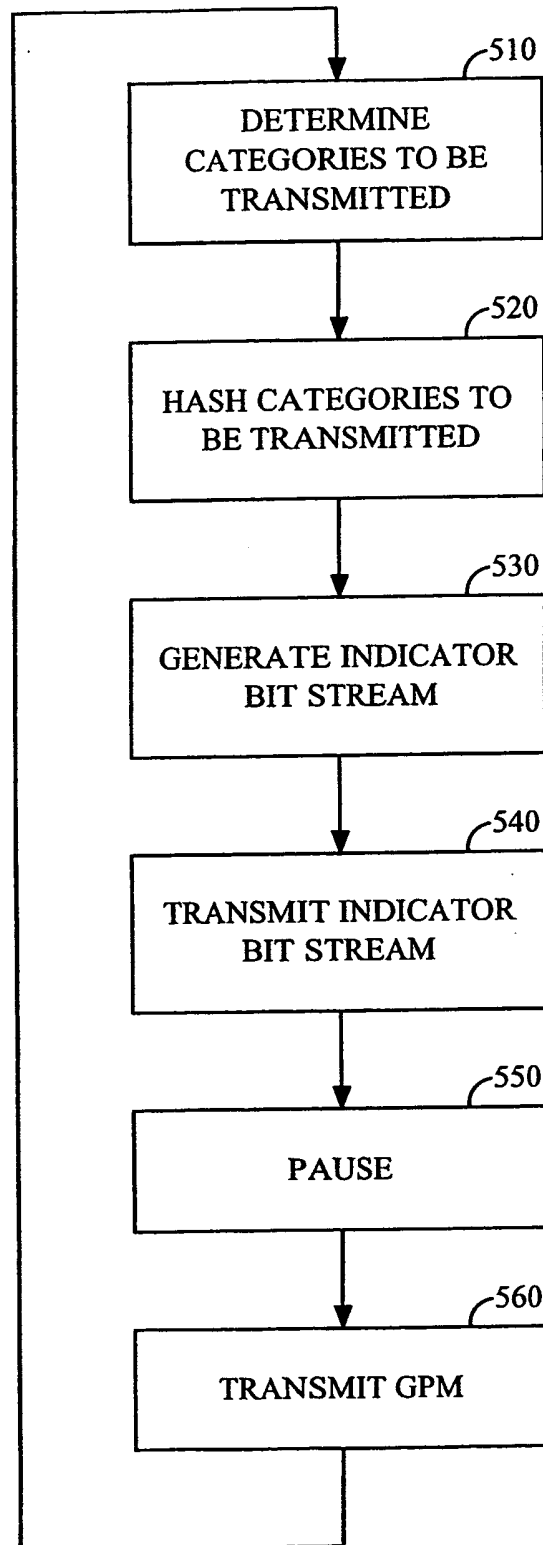 510
DETERMINE
CATEGORIES TO BE
TRANSMITTED
520
HASH CATEGORIES TO
BE TRANSMITTED
530
GENERATE INDICATOR
BIT STREAM
540
TRANSMIT INDICATOR
BIT STREAM
550
PAUSE
560
TRANSMIT GPM